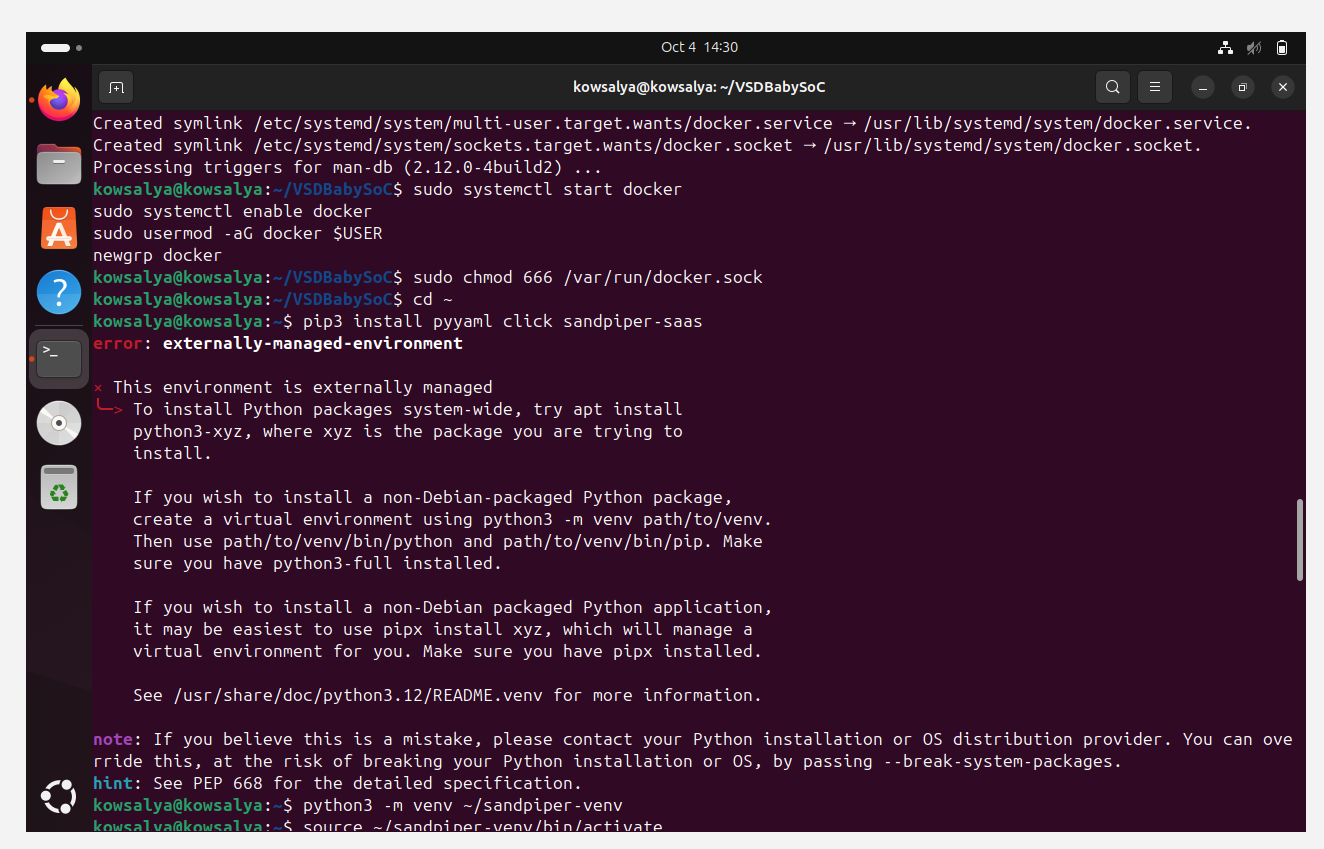 Oct 4 14:30
kowsalya@kowsalya: ~/VSDBabySoC
Created symlink /etc/systemd/system/multi-user.target.wants/docker.service → /usr/lib/systemd/system/docker.service.
Created symlink /etc/systemd/system/sockets.target.wants/docker.socket → /usr/lib/systemd/system/docker.socket.
Processing triggers for man-db (2.12.0-4build2) ...
kowsalya@kowsalya:~/VSDBabySoC$ sudo systemctl start docker
sudo systemctl enable docker
sudo usermod -aG docker $USER
newgrp docker
kowsalya@kowsalya:~/VSDBabySoC$ sudo chmod 666 /var/run/docker.sock
kowsalya@kowsalya:~/VSDBabySoC$ cd ~
kowsalya@kowsalya:~$ pip3 install pyyaml click sandpiper-saas
error: externally-managed-environment
× This environment is externally managed
╰─> To install Python packages system-wide, try apt install
python3-xyz, where xyz is the package you are trying to
install.
If you wish to install a non-Debian-packaged Python package,
create a virtual environment using python3 -m venv path/to/venv.
Then use path/to/venv/bin/python and path/to/venv/bin/pip. Make
sure you have python3-full installed.
If you wish to install a non-Debian packaged Python application,
it may be easiest to use pipx install xyz, which will manage a
virtual environment for you. Make sure you have pipx installed.
See /usr/share/doc/python3.12/README.venv for more information.
note: If you believe this is a mistake, please contact your Python installation or OS distribution provider. You can ove
rride this, at the risk of breaking your Python installation or OS, by passing --break-system-packages.
hint: See PEP 668 for the detailed specification.
kowsalya@kowsalya:~$ python3 -m venv ~/sandpiper-venv
kowsalya@kowsalya:~$ source ~/sandpiper-venv/bin/activate